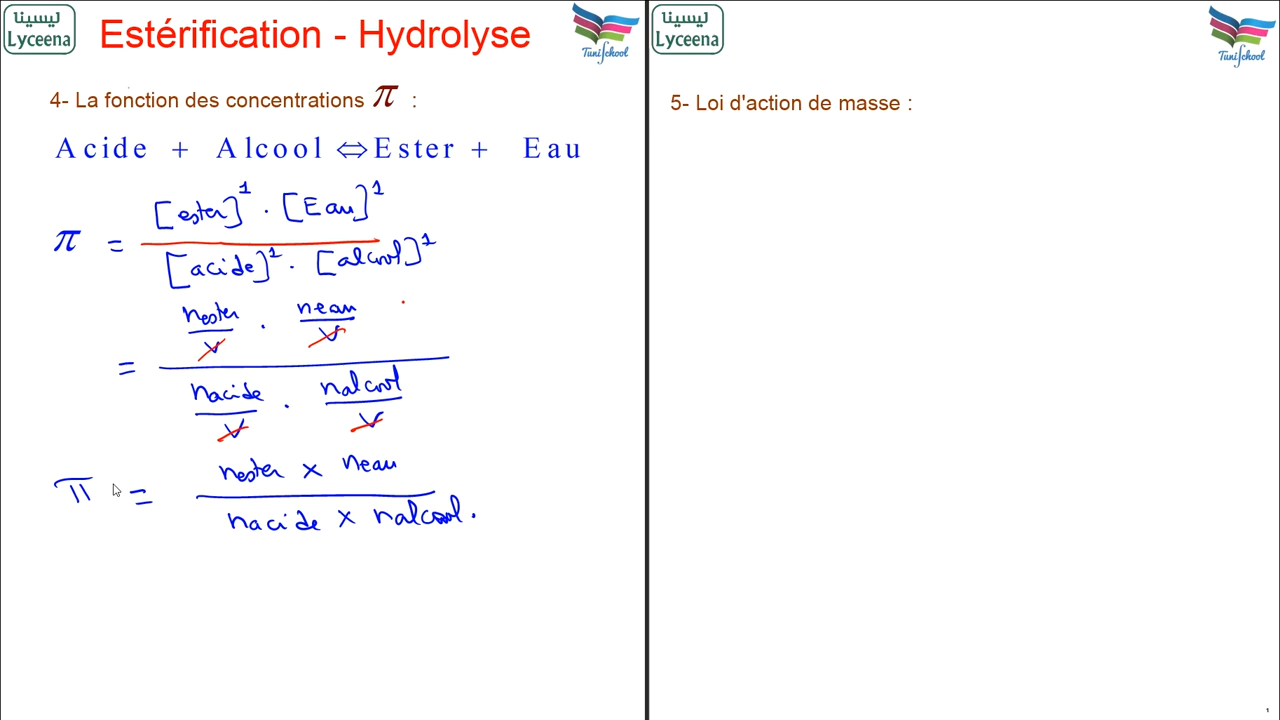 ليسينا
Lyceena
Estérification - Hydrolyse
TuniSchool
4- La fonction des concentrations π :
Acide + Alcool ⇔ Ester + Eau
π = [ester]¹ · [Eau]¹
[acide]¹ · [alcool]¹
= nester/V · neau/V
nacide/V · nalcool/V
π = nester × neau
nacide × nalcool.
ليسينا
Lyceena
TuniSchool
5- Loi d'action de masse :
1